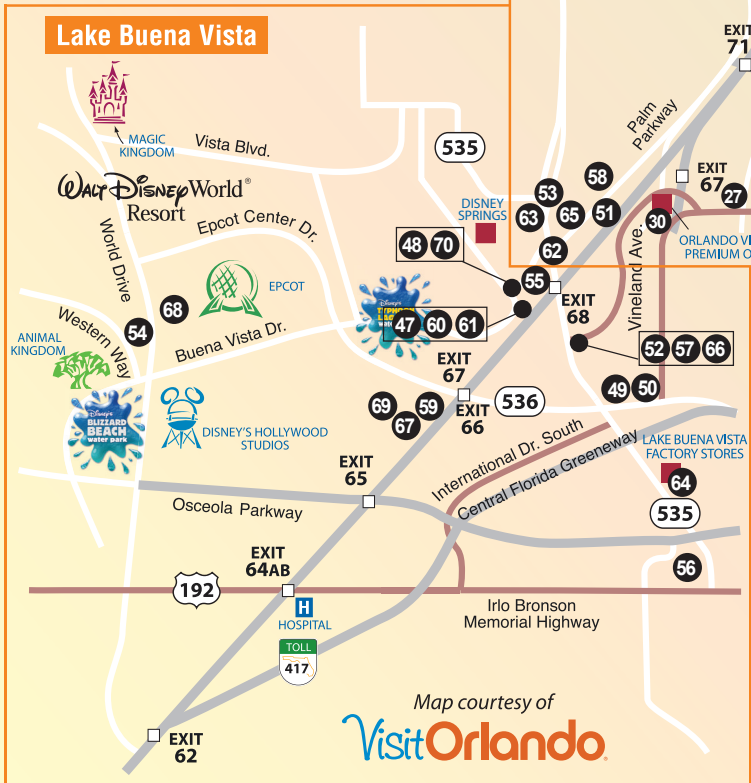 Lake Buena Vista
EXIT
71
MAGIC
KINGDOM
Vista Blvd.
535
Palm
Parkway
WALT DISNEY World®
Resort
DISNEY
SPRINGS
53
58
63
65
51
EXIT
67
27
30
ORLANDO VI
PREMIUM O
Epcot Center Dr.
World Drive
48 70
62
Vineland Ave.
EPCOT
68
54
55
EXIT
68
Western Way
ANIMAL
KINGDOM
Buena Vista Dr.
Disney's
TYPHOON
47 60 61
52 57 66
EXIT
67
49 50
Disney's
BLIZZARD
BEACH
water park
DISNEY'S HOLLYWOOD
STUDIOS
69
59
67
EXIT
66
536
International Dr. South
Central Florida Greeneway
LAKE BUENA VISTA
FACTORY STORES
64
EXIT
65
Osceola Parkway
535
EXIT
64AB
56
192
H
HOSPITAL
Irlo Bronson
Memorial Highway
TOLL
417
EXIT
62
Map courtesy of
VisitOrlando®